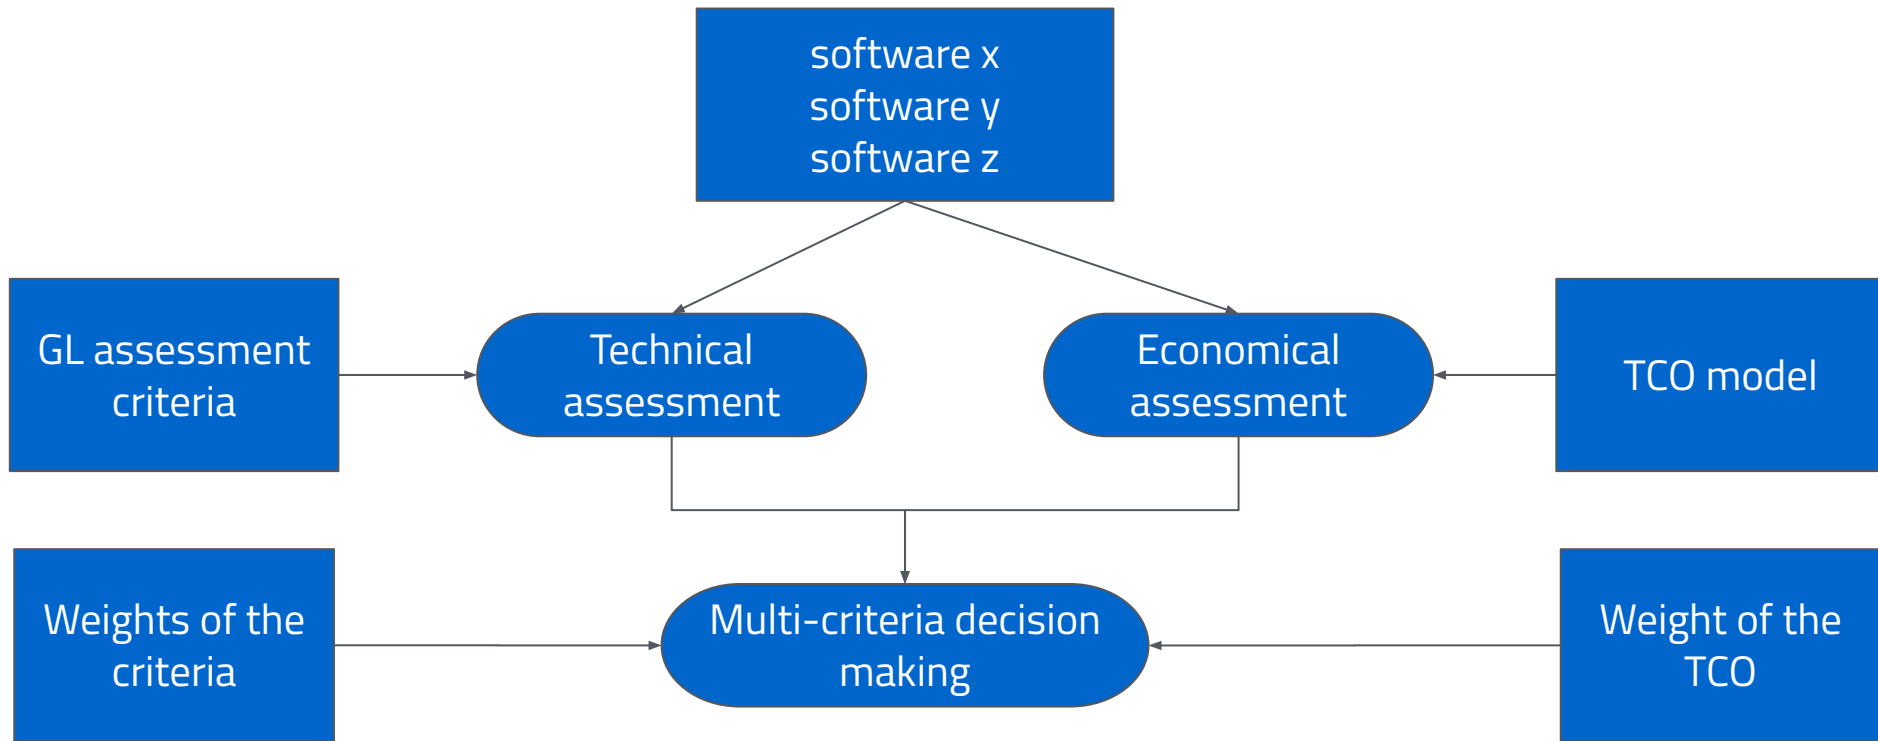 software x
software y
software z
GL assessment
criteria
Technical
assessment
Economical
assessment
TCO model
Weights of the
criteria
Multi-criteria decision
making
Weight of the
TCO